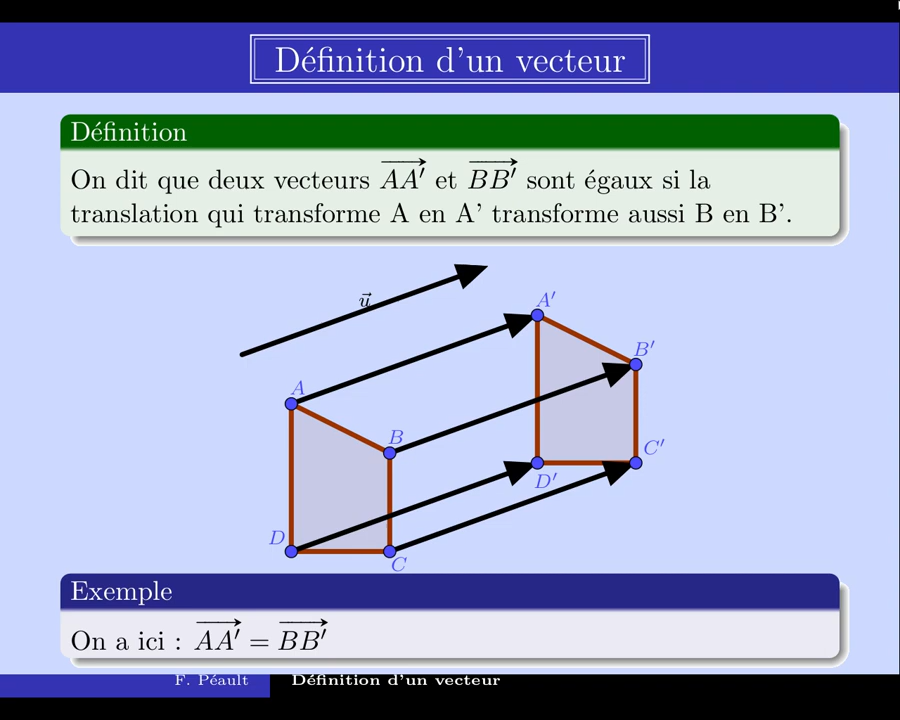 Définition d'un vecteur
Définition
On dit que deux vecteurs AA' et BB' sont égaux si la
translation qui transforme A en A' transforme aussi B en B'.
u⃗
A'
B'
A
B
C'
D'
D
C
Exemple
On a ici : AA' = BB'
F. Péault
Définition d'un vecteur